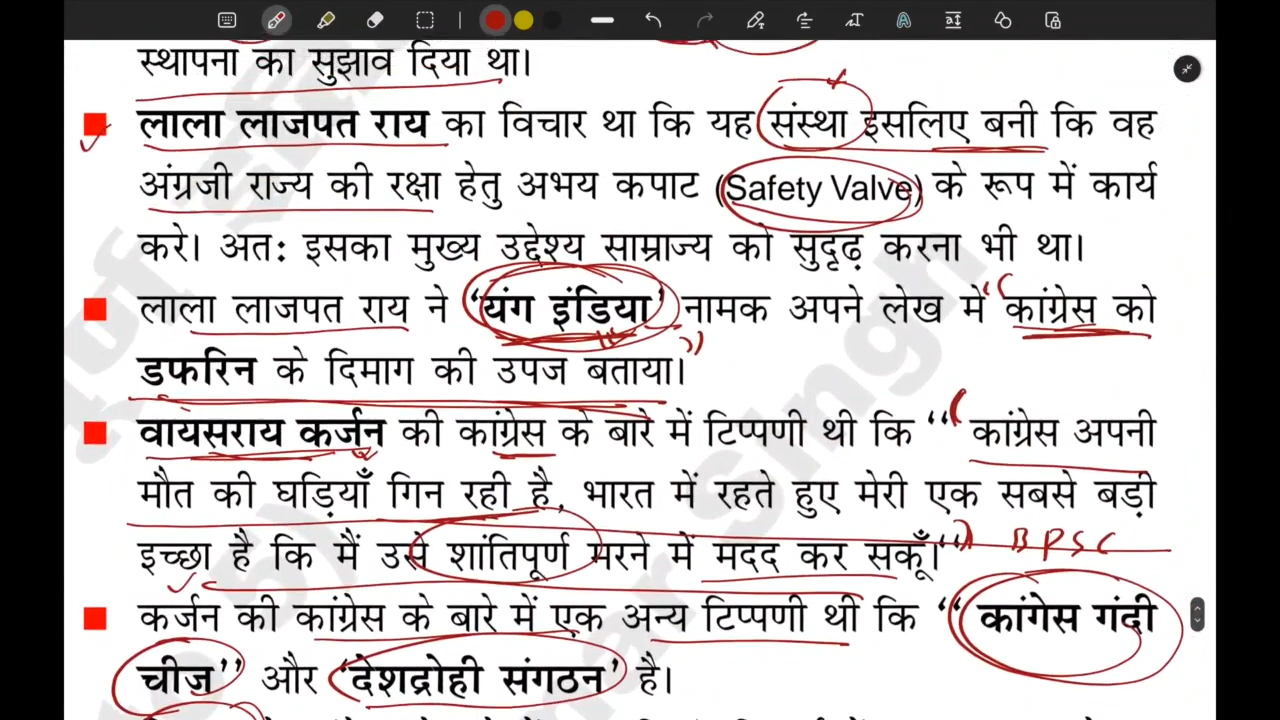 स्थापना का सुझाव दिया था।
लाला लाजपत राय का विचार था कि यह संस्था इसलिए बनी कि वह
अंग्रजी राज्य की रक्षा हेतु अभय कपाट (Safety Valve) के रूप में कार्य
करे। अतः इसका मुख्य उद्देश्य साम्राज्य को सुदृढ़ करना भी था।
लाला लाजपत राय ने ‘यंग इंडिया’ नामक अपने लेख में कांग्रेस को
डफरिन के दिमाग की उपज बताया।
वायसराय कर्जन की कांग्रेस के बारे में टिप्पणी थी कि “ कांग्रेस अपनी
मौत की घड़ियाँ गिन रही है, भारत में रहते हुए मेरी एक सबसे बड़ी
इच्छा है कि मैं उसे शांतिपूर्ण मरने में मदद कर सकूँ।” BPSC
कर्जन की कांग्रेस के बारे में एक अन्य टिप्पणी थी कि “ कांगेस गंदी
चीज” और ‘देशद्रोही संगठन’ है।